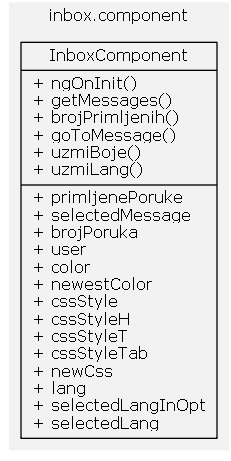 inbox.component
InboxComponent
+ ngOnInit()
+ getMessages()
+ brojPrimljenih()
+ goToMessage()
+ uzmiBoje()
+ uzmiLang()
+ primljenePoruke
+ selectedMessage
+ brojPoruka
+ user
+ color
+ newestColor
+ cssStyle
+ cssStyleH
+ cssStyleT
+ cssStyleTab
+ newCss
+ lang
+ selectedLangInOpt
+ selectedLang